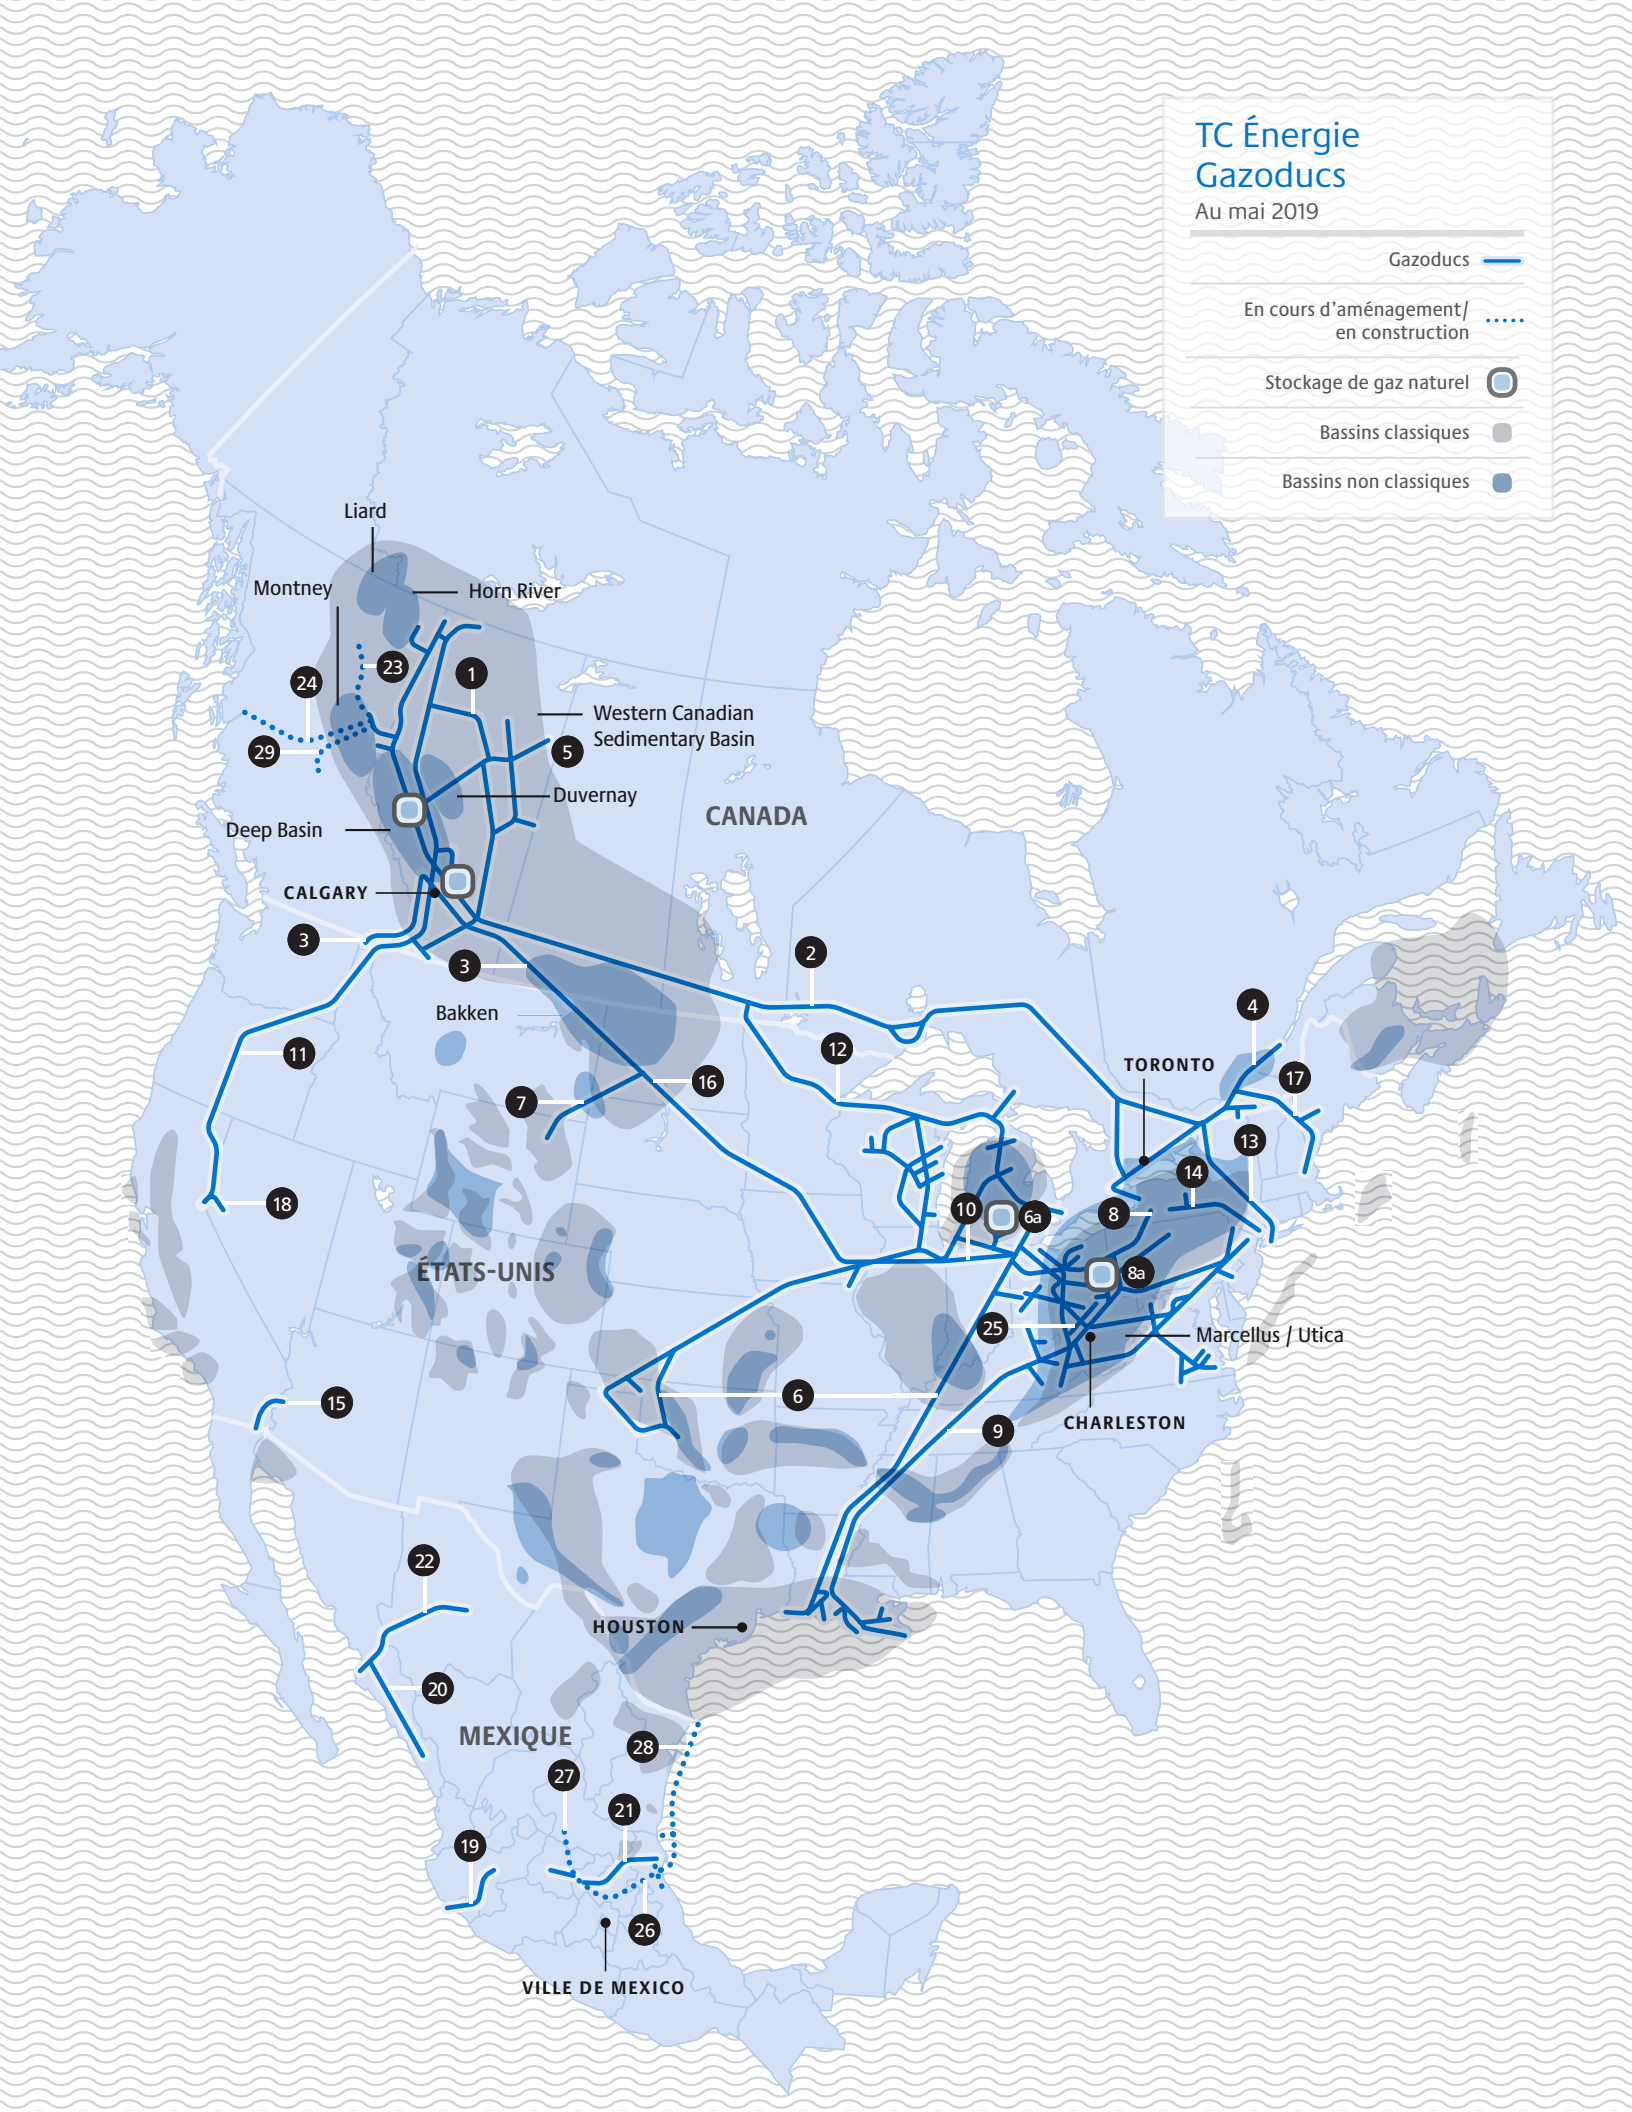 TC Énergie
Gazoducs
Au mai 2019
Gazoducs
En cours d'aménagement/
en construction
Stockage de gaz naturel
Bassins classiques
Bassins non classiques
Liard
Montney
Horn River
23
1
24
Western Canadian
Sedimentary Basin
29
5
Duvernay
CANADA
Deep Basin
CALGARY
3
3
2
Bakken
4
12
11
TORONTO
17
16
7
13
14
18
10
6a
8
ÉTATS-UNIS
8a
25
Marcellus / Utica
6
15
CHARLESTON
9
22
HOUSTON
20
MEXIQUE
28
27
21
19
26
VILLE DE MEXICO